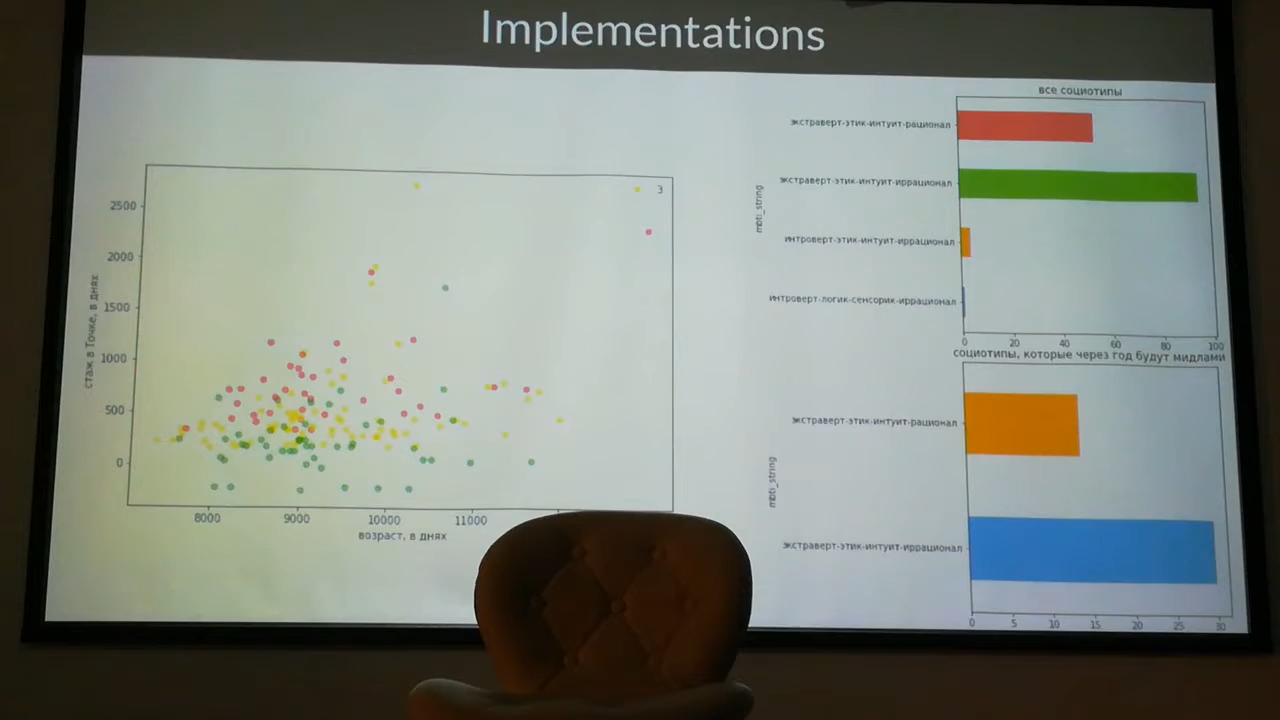 Implementations
3
2500
2000
1500
1000
500
0
стаж в Точке, в днях
8000
9000
10000
11000
возраст, в днях
все социотипы
экстраверт-этик-интуит-рационал
экстраверт-этик-интуит-иррационал
интроверт-этик-интуит-иррационал
интроверт-логик-сенсорик-иррационал
mbti_string
0
20
40
60
80
100
социотипы, которые через год будут мидлами
экстраверт-этик-интуит-рационал
экстраверт-этик-интуит-иррационал
mbti_string
0
5
10
15
20
25
30